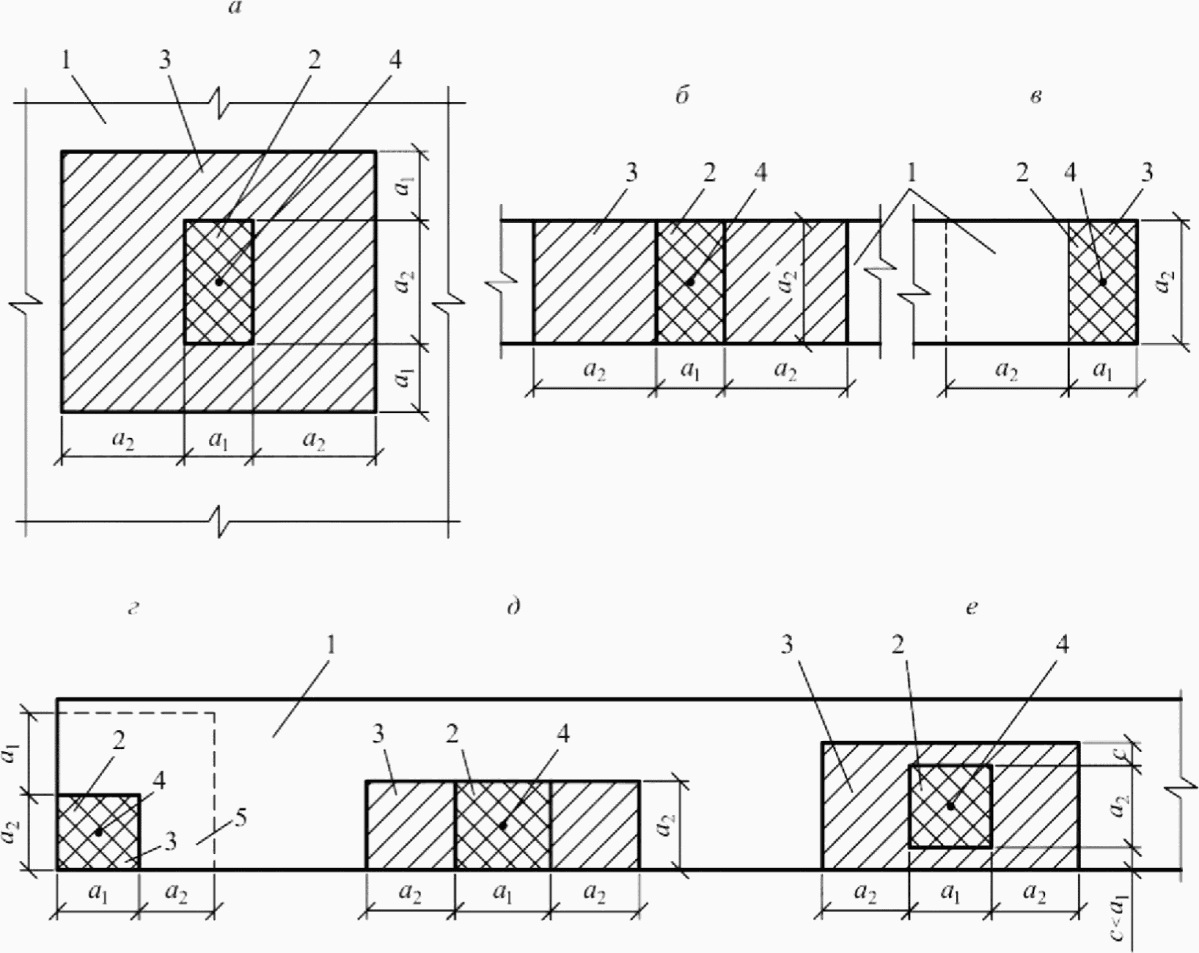 а
1 3 2 4
a₁
a₂
a₁
a₂ a₁ a₂
б
3 2 4 1
a₂
a₂ a₁ a₂
в
2 4 3
a₂
a₂ a₁
г
1
a₁
2
4
a₂
3 5
a₁ a₂
д
3 2 4
a₂
a₂ a₁ a₂
е
3 2 4
c
a₂
c<a₁
a₂ a₁ a₂